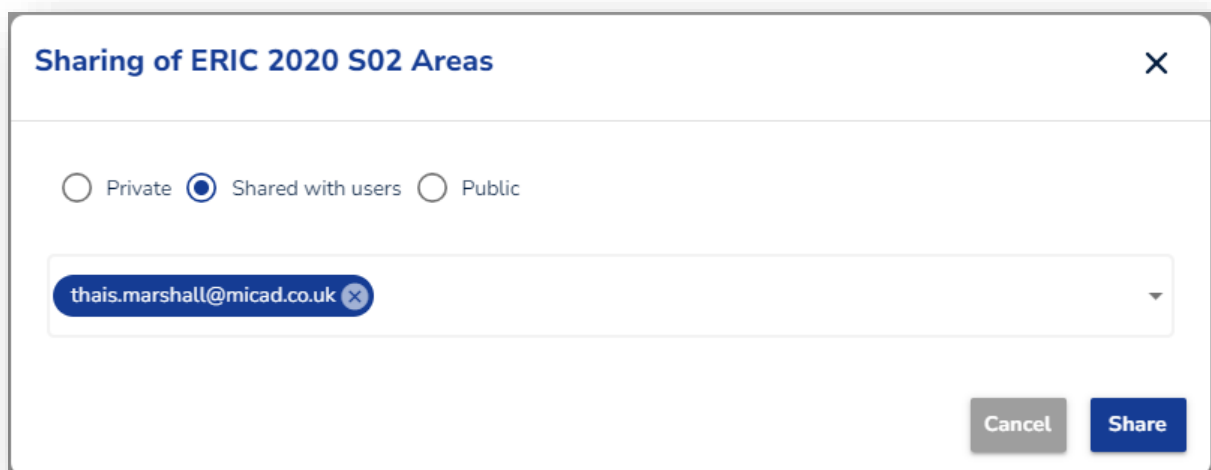 Sharing of ERIC 2020 S02 Areas
Private Shared with users Public
thais.marshall@micad.co.uk
Cancel Share